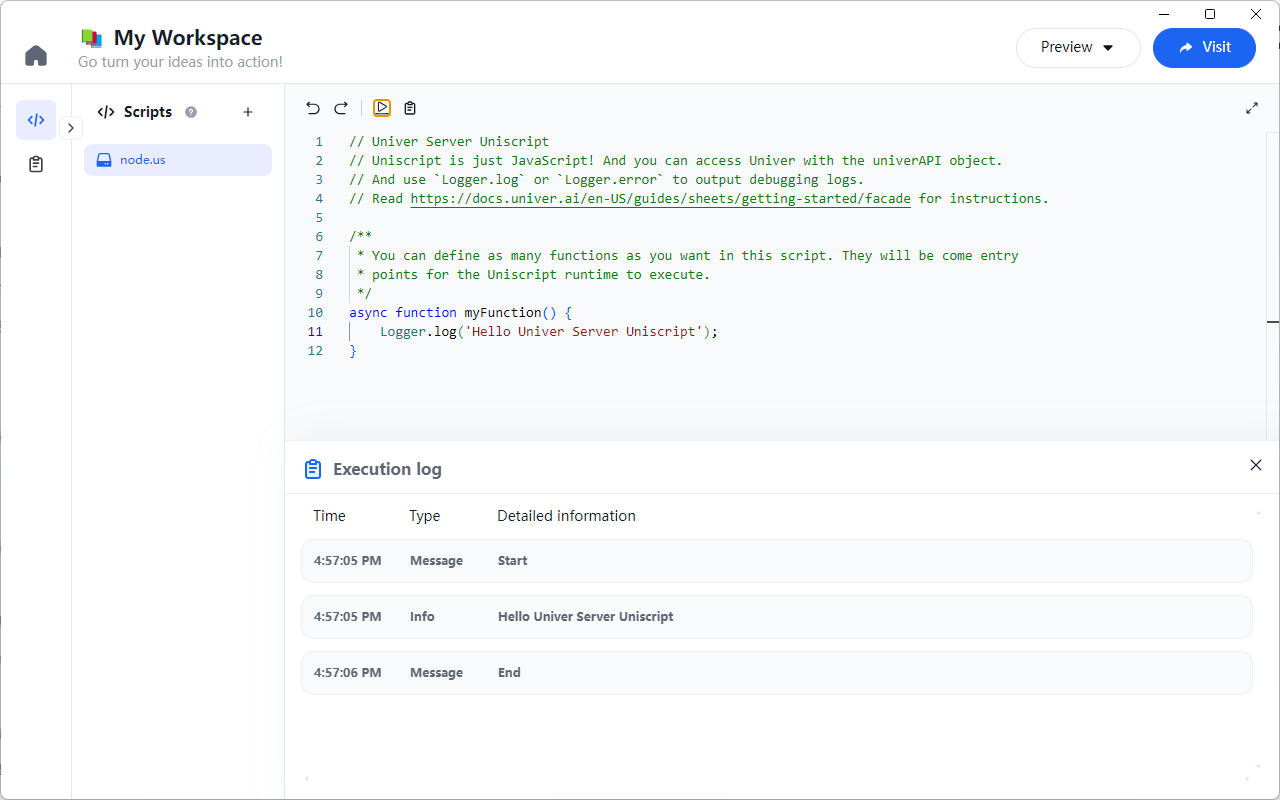 My Workspace
Go turn your ideas into action!
Preview
Visit
Scripts
node.us
1 // Univer Server Uniscript
2 // Uniscript is just JavaScript! And you can access Univer with the univerAPI object.
3 // And use `Logger.log` or `Logger.error` to output debugging logs.
4 // Read https://docs.univer.ai/en-US/guides/sheets/getting-started/facade for instructions.
5
6 /**
7 * You can define as many functions as you want in this script. They will be come entry
8 * points for the Uniscript runtime to execute.
9 */
10 async function myFunction() {
11 Logger.log('Hello Univer Server Uniscript');
12 }
Execution log
Time Type Detailed information
4:57:05 PM Message Start
4:57:05 PM Info Hello Univer Server Uniscript
4:57:06 PM Message End